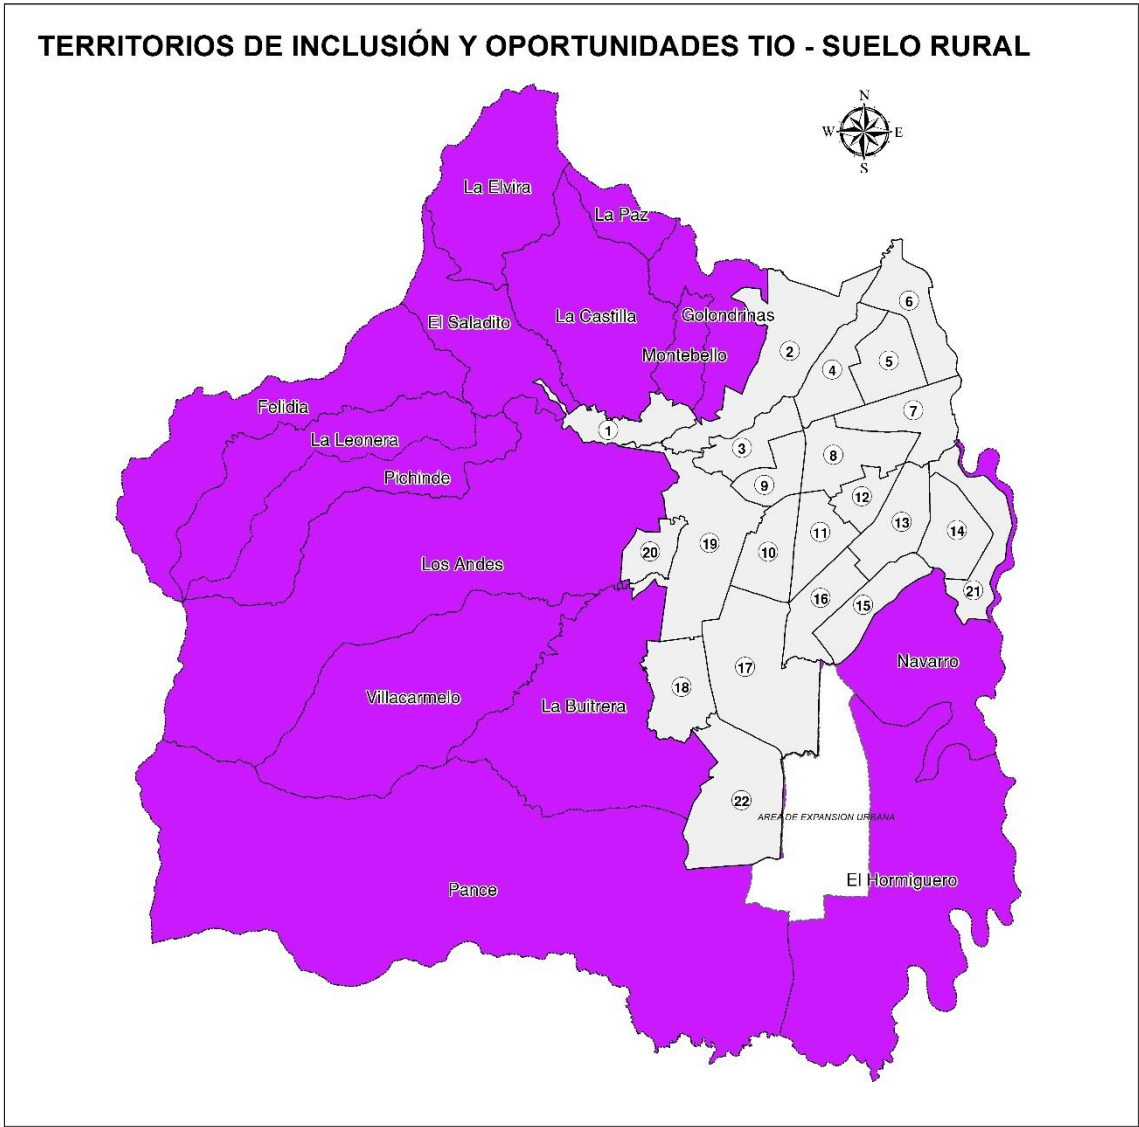 TERRITORIOS DE INCLUSIÓN Y OPORTUNIDADES TIO - SUELO RURAL
N
W E
S
La Elvira
La Paz
6
Golondrinas
La Castilla
El Saladito
2
Montebello
5
4
Felidia
7
1
La Leonera
3
8
Pichinde
9
12
13
14
11
19
10
20
Los Andes
21
16
15
Navarro
17
18
Villacarmelo
La Buitrera
22
AREA DE EXPANSION URBANA
El Hormiguero
Pance